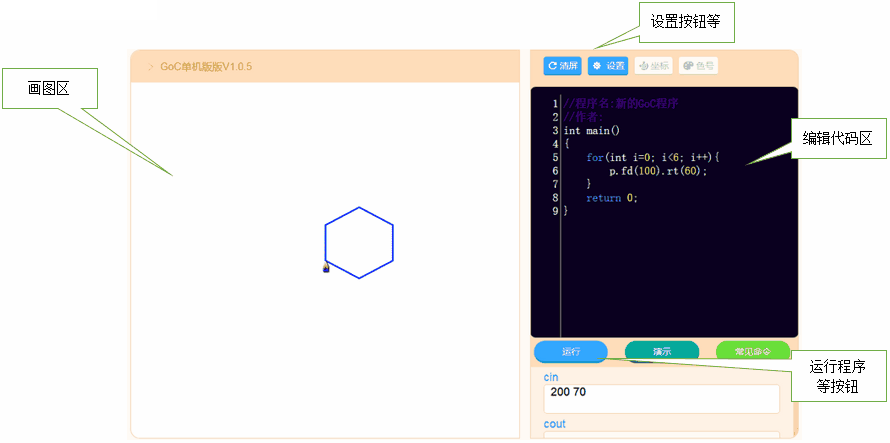 设置按钮等
GoC单机版版V1.0.5
清屏 设置 坐标 色号
画图区
1 //程序名:新的GoC程序
2 //作者:
3 int main()
4 {
5 for(int i=0; i<6; i++){
6 p.fd(100).rt(60);
7 }
8 return 0;
9 }
编辑代码区
运行 演示 常见命令
运行程序
等按钮
cin
200 70
cout